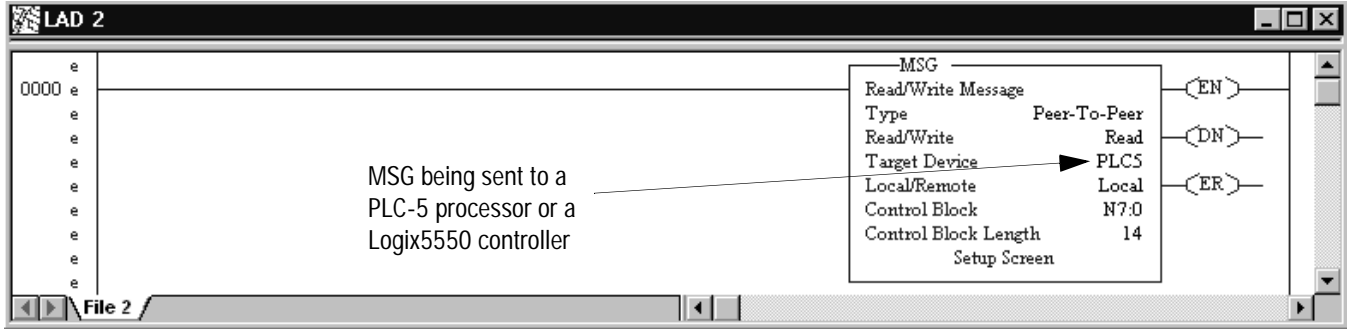 LAD 2
e
0000 e
e
e
e
e
e
e
e
e
MSG
Read/Write Message
Type Peer-To-Peer
Read/Write Read
Target Device PLC5
Local/Remote Local
Control Block N7:0
Control Block Length 14
Setup Screen
EN
DN
ER
MSG being sent to a
PLC-5 processor or a
Logix5550 controller
File 2